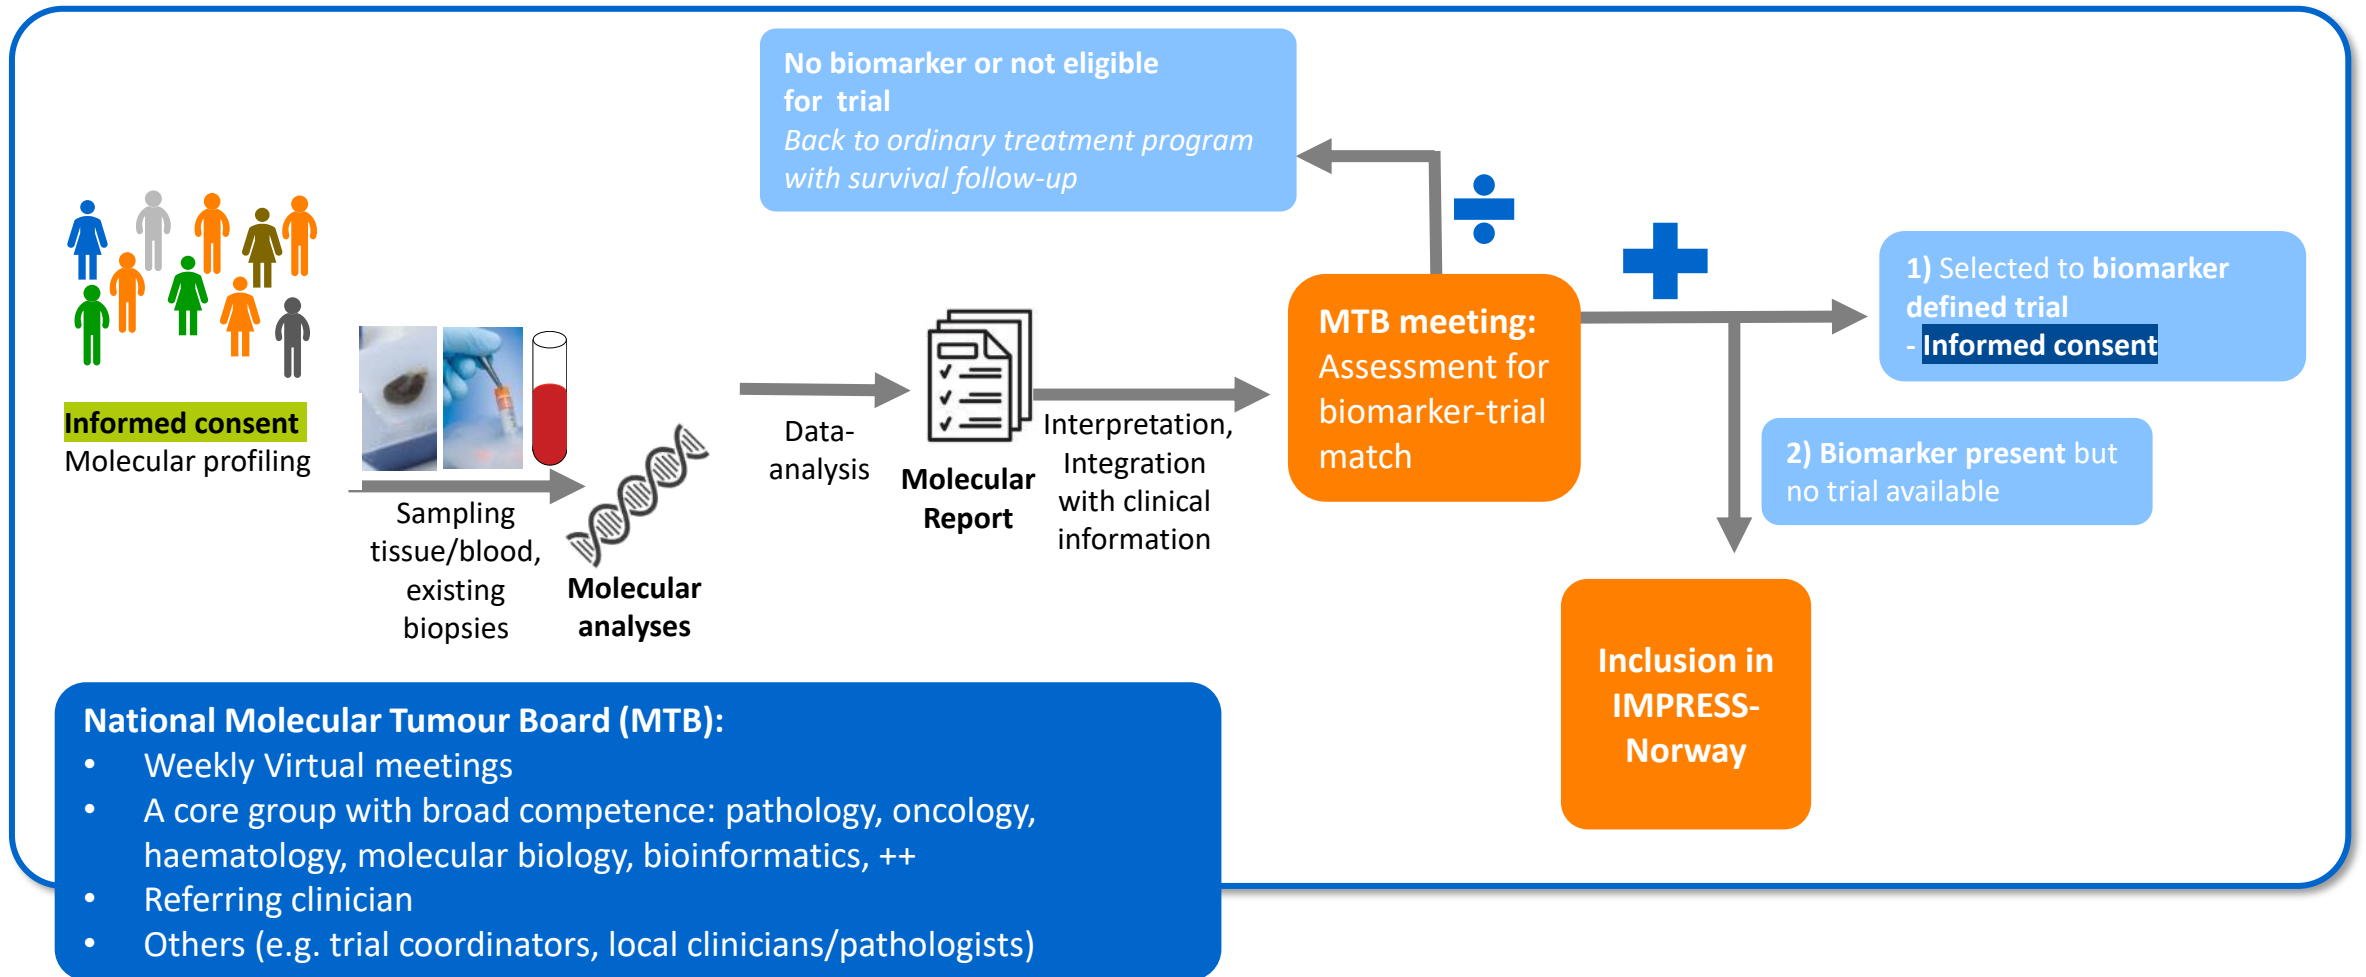 No biomarker or not eligible
for trial
Back to ordinary treatment program
with survival follow-up
Informed consent
Molecular profiling
Sampling
tissue/blood,
existing
biopsies
Molecular
analyses
Data-
analysis
Molecular
Report
Interpretation,
Integration
with clinical
information
MTB meeting:
Assessment for
biomarker-trial
match
1) Selected to biomarker
defined trial
- Informed consent
2) Biomarker present but
no trial available
Inclusion in
IMPRESS-
Norway
National Molecular Tumour Board (MTB):
• Weekly Virtual meetings
• A core group with broad competence: pathology, oncology,
haematology, molecular biology, bioinformatics, ++
• Referring clinician
• Others (e.g. trial coordinators, local clinicians/pathologists)